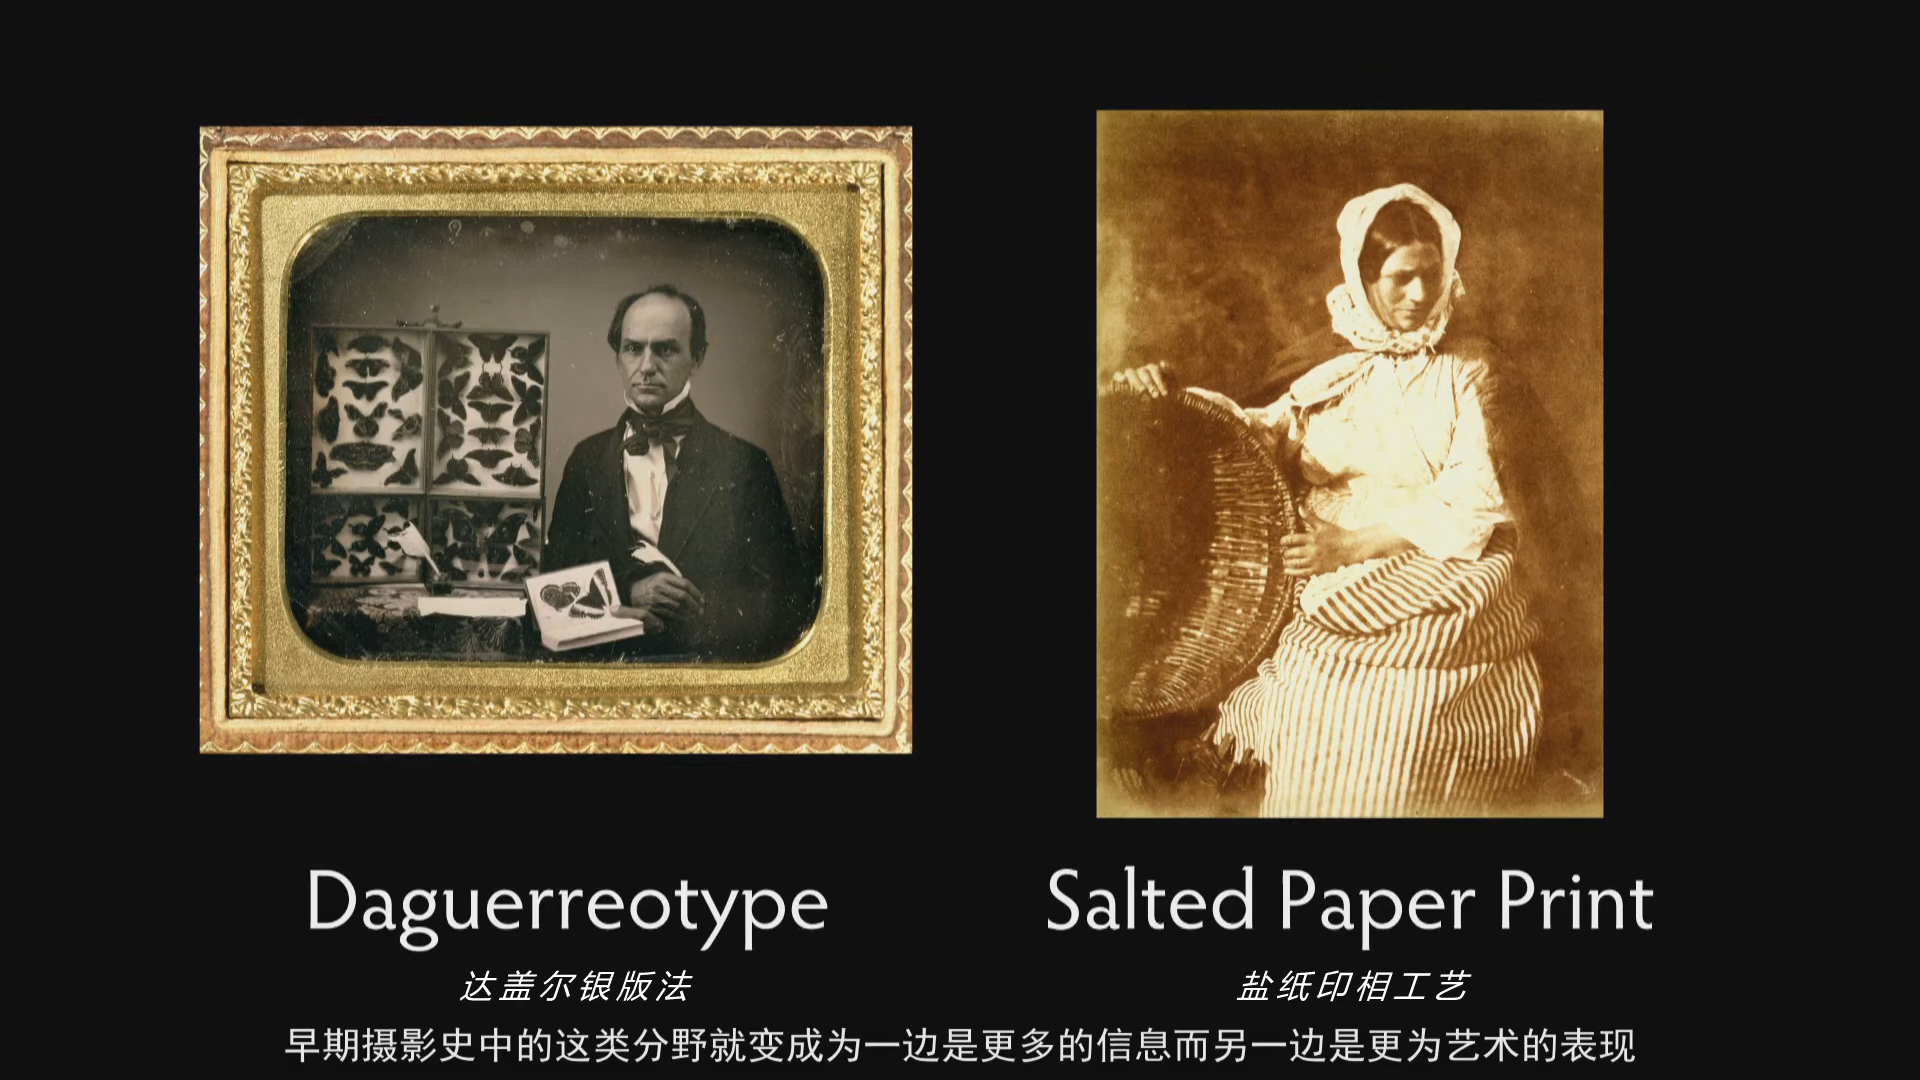 Daguerreotype
Salted Paper Print
达盖尔银版法
盐纸印相工艺
早期摄影史中的这类分野就变成为一边是更多的信息而另一边是更为艺术的表现